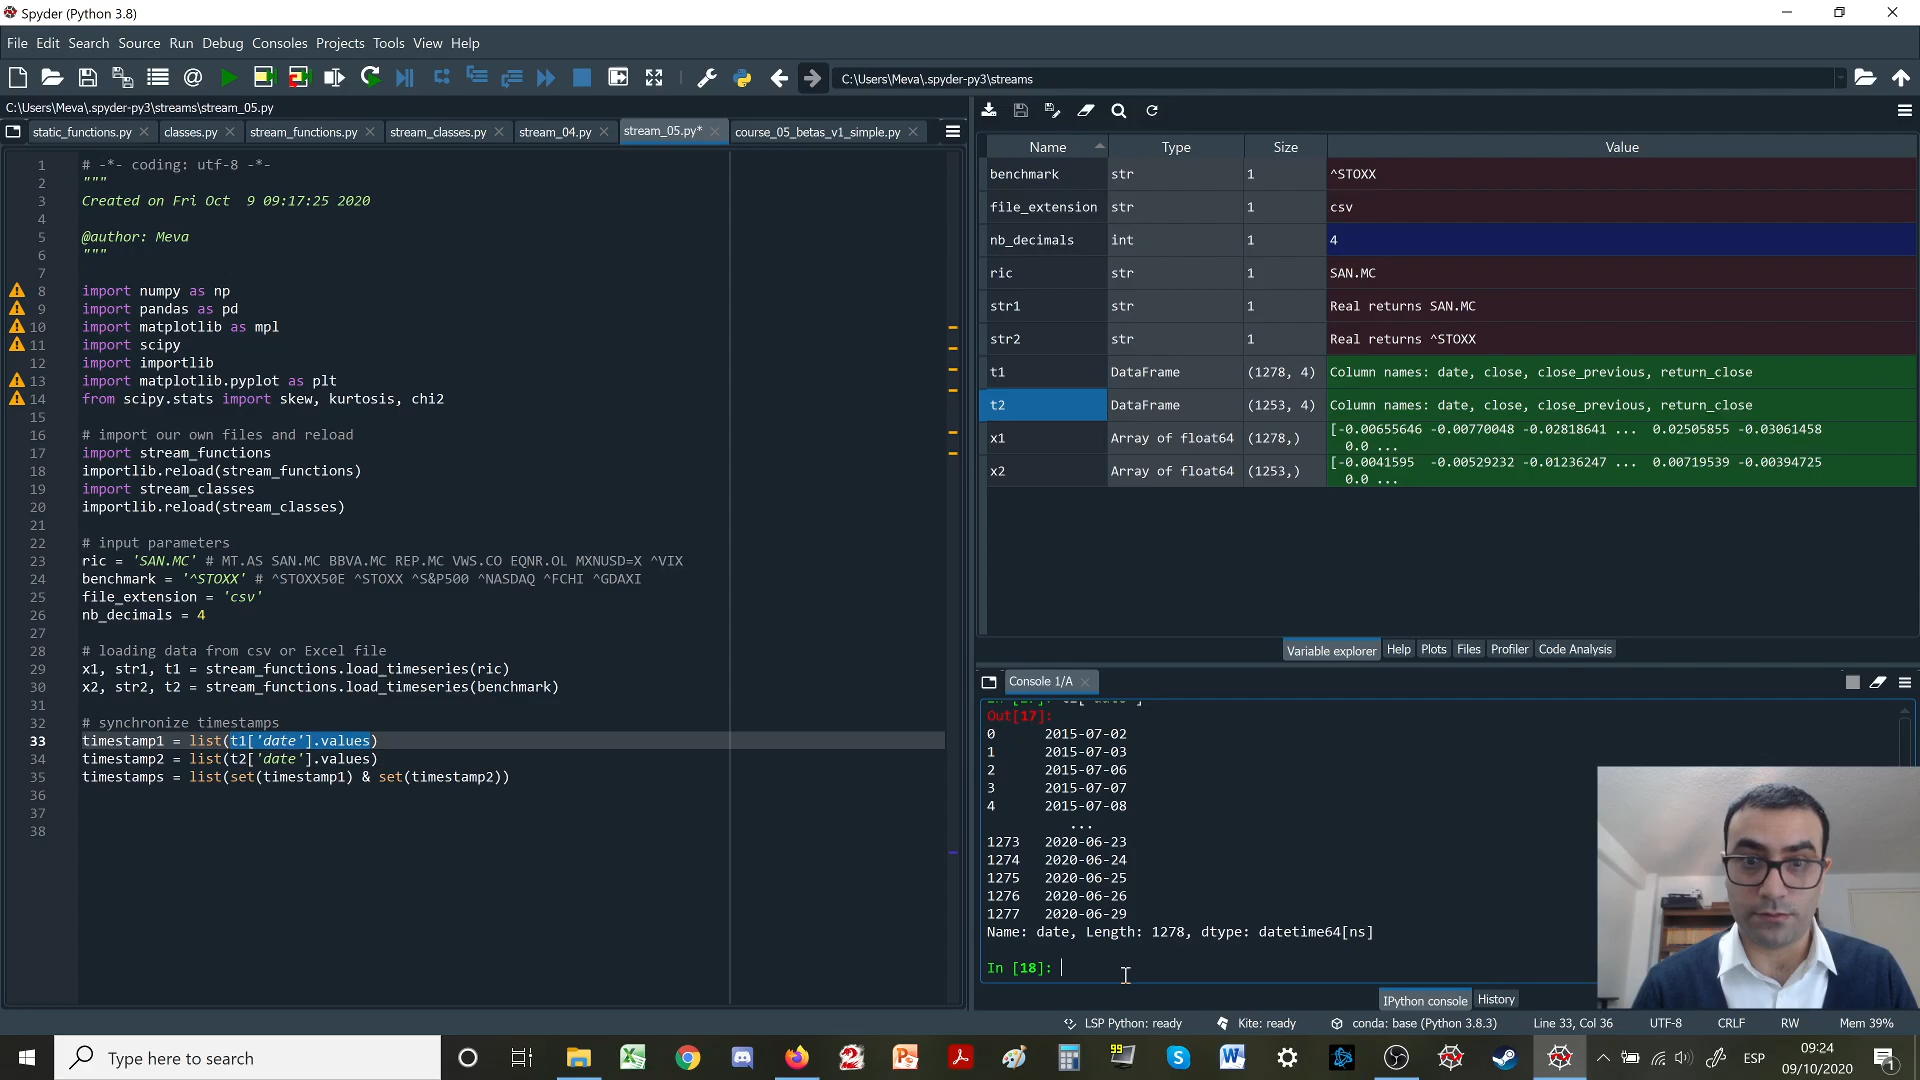 Spyder (Python 3.8)
File Edit Search Source Run Debug Consoles Projects Tools View Help
C:\Users\Meva\.spyder-py3\streams
C:\Users\Meva\.spyder-py3\streams\stream_05.py
static_functions.py classes.py stream_functions.py stream_classes.py stream_04.py stream_05.py* course_05_betas_v1_simple.py
1 # -*- coding: utf-8 -*-
2 """
3 Created on Fri Oct  9 09:17:25 2020
4
5 @author: Meva
6 """
7
8 import numpy as np
9 import pandas as pd
10 import matplotlib as mpl
11 import scipy
12 import importlib
13 import matplotlib.pyplot as plt
14 from scipy.stats import skew, kurtosis, chi2
15
16 # import our own files and reload
17 import stream_functions
18 importlib.reload(stream_functions)
19 import stream_classes
20 importlib.reload(stream_classes)
21
22 # input parameters
23 ric = 'SAN.MC' # MT.AS SAN.MC BBVA.MC REP.MC VWS.CO EQNR.OL MXNUSD=X ^VIX
24 benchmark = '^STOXX' # ^STOXX50E ^STOXX ^S&P500 ^NASDAQ ^FCHI ^GDAXI
25 file_extension = 'csv'
26 nb_decimals = 4
27
28 # loading data from csv or Excel file
29 x1, str1, t1 = stream_functions.load_timeseries(ric)
30 x2, str2, t2 = stream_functions.load_timeseries(benchmark)
31
32 # synchronize timestamps
33 timestamp1 = list(t1['date'].values)
34 timestamp2 = list(t2['date'].values)
35 timestamps = list(set(timestamp1) & set(timestamp2))
36
37
38
Name Type Size Value
benchmark str 1 ^STOXX
file_extension str 1 csv
nb_decimals int 1 4
ric str 1 SAN.MC
str1 str 1 Real returns SAN.MC
str2 str 1 Real returns ^STOXX
t1 DataFrame (1278, 4) Column names: date, close, close_previous, return_close
t2 DataFrame (1253, 4) Column names: date, close, close_previous, return_close
x1 Array of float64 (1278,) [-0.00655646 -0.00770048 -0.02818641 ... 0.02505855 -0.03061458
0.0 ...
x2 Array of float64 (1253,) [-0.0041595 -0.00529232 -0.01236247 ... 0.00719539 -0.00394725
0.0 ...
Variable explorer Help Plots Files Profiler Code Analysis
Console 1/A
Out[17]:
0 2015-07-02
1 2015-07-03
2 2015-07-06
3 2015-07-07
4 2015-07-08
...
1273 2020-06-23
1274 2020-06-24
1275 2020-06-25
1276 2020-06-26
1277 2020-06-29
Name: date, Length: 1278, dtype: datetime64[ns]
In [18]:
IPython console History
LSP Python: ready Kite: ready conda: base (Python 3.8.3) Line 33, Col 36 UTF-8 CRLF RW Mem 39%
Type here to search
99
ESP
09:24
09/10/2020
1